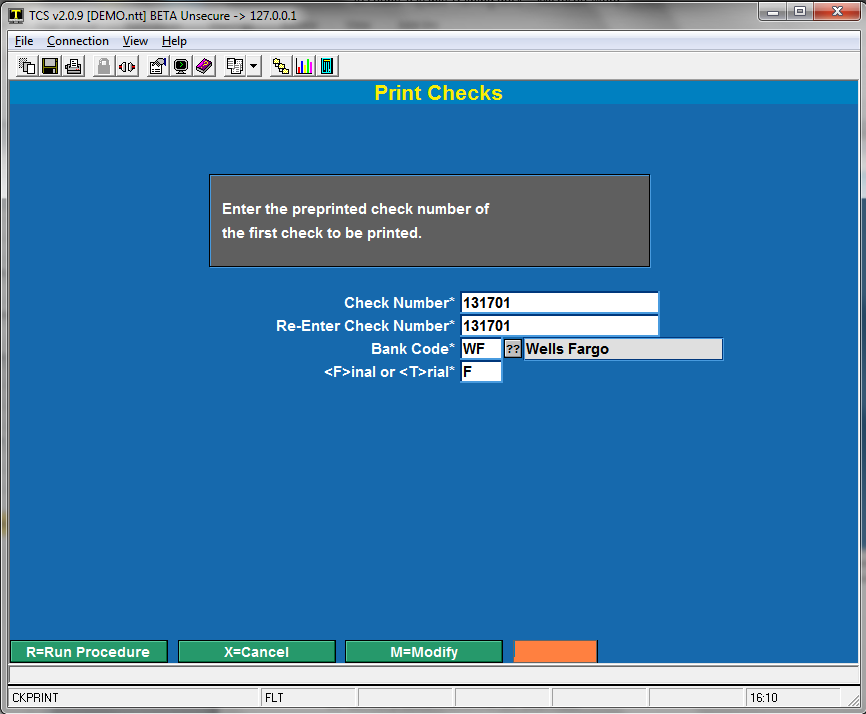 TCS v2.0.9 [DEMO.ntt] BETA Unsecure -> 127.0.0.1
File Connection View Help
Print Checks
Enter the preprinted check number of
the first check to be printed.
Check Number* 131701
Re-Enter Check Number* 131701
Bank Code* WF ?? Wells Fargo
<F>inal or <T>rial* F
R=Run Procedure X=Cancel M=Modify
CKPRINT FLT 16:10